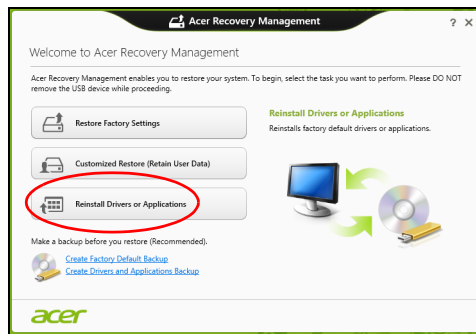 Acer Recovery Management
? X
Welcome to Acer Recovery Management
Acer Recovery Management enables you to restore your system. To begin, select the task you want to perform. Please DO NOT
remove the USB device while proceeding.
Restore Factory Settings
Reinstall Drivers or Applications
Reinstalls factory default drivers or applications.
Customized Restore (Retain User Data)
Reinstall Drivers or Applications
Make a backup before you restore (Recommended).
Create Factory Default Backup
Create Drivers and Applications Backup
acer